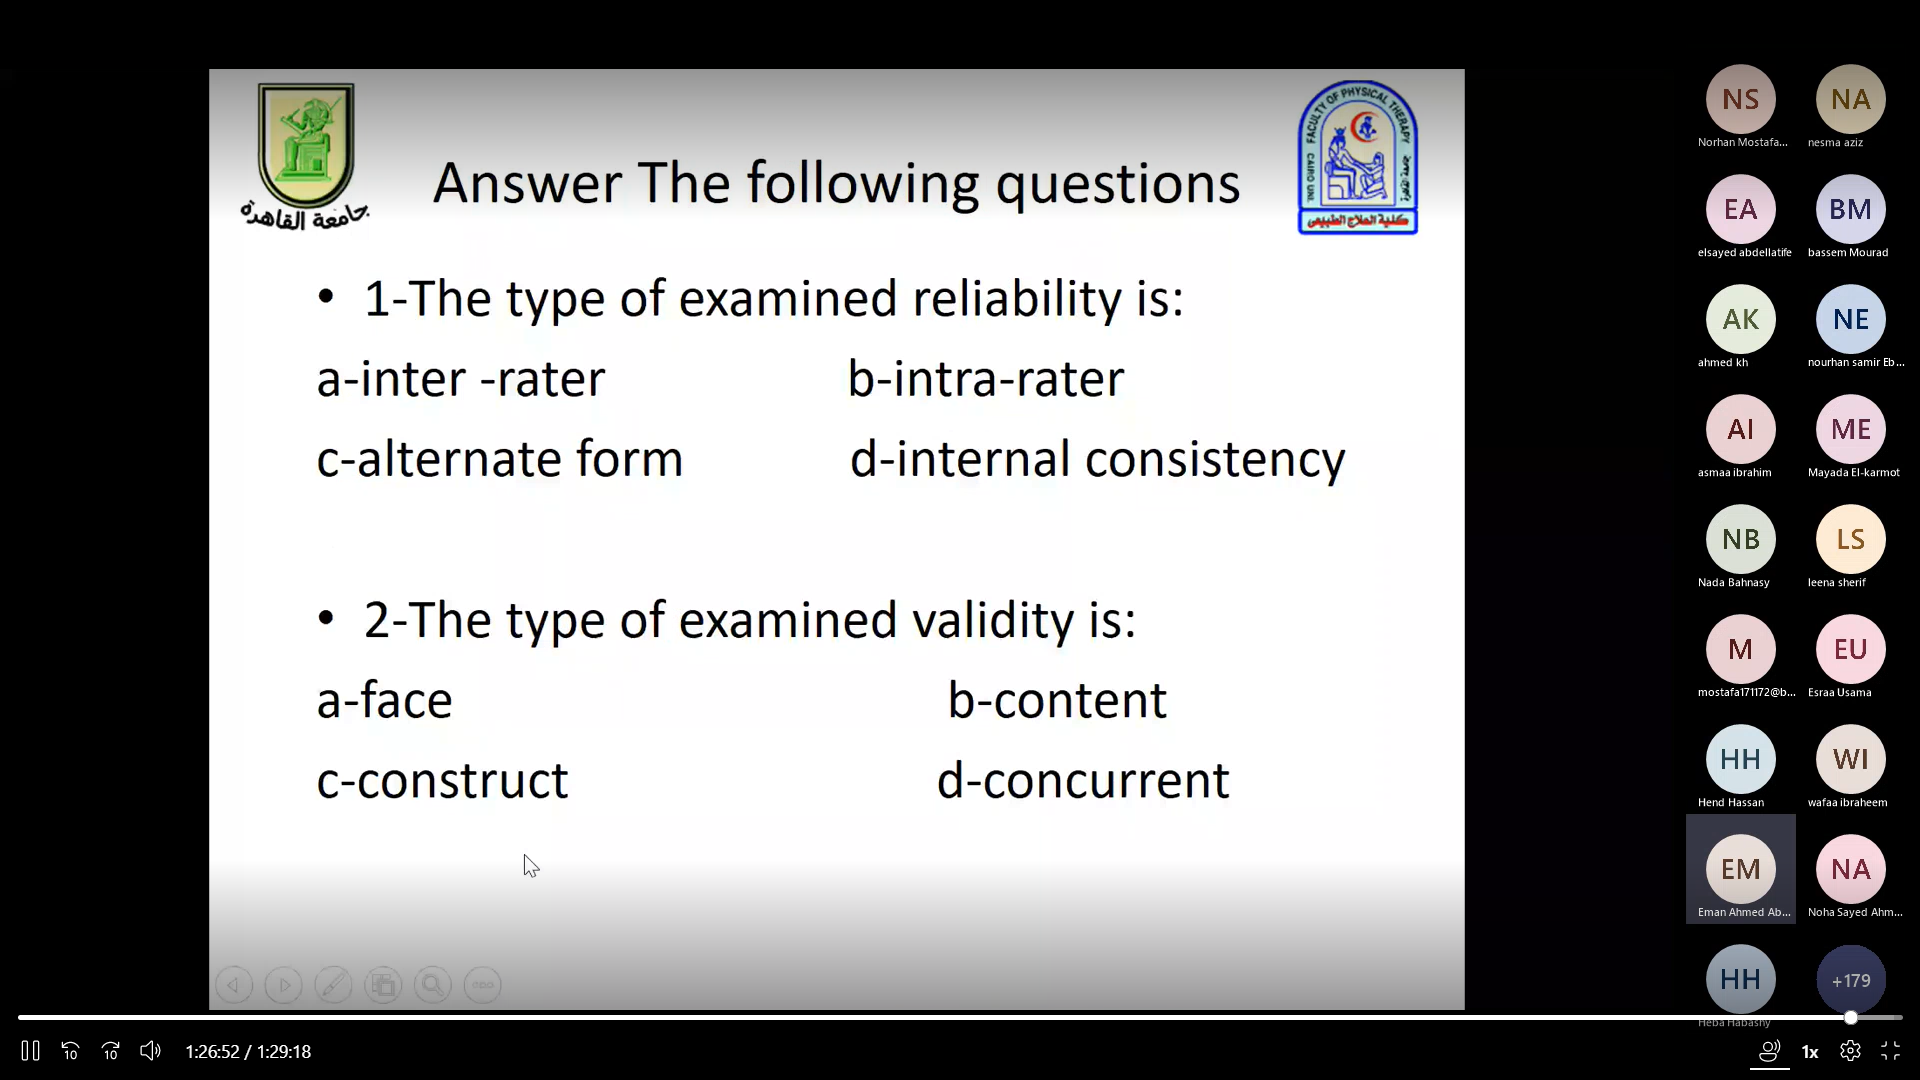 جامعة القاهرة
FACULTY OF PHYSICAL THERAPY
CAIRO UNI.
كلية العلاج الطبيعى
Answer The following questions
• 1-The type of examined reliability is:
a-inter -rater b-intra-rater
c-alternate form d-internal consistency
• 2-The type of examined validity is:
a-face b-content
c-construct d-concurrent
NS NA
Norhan Mostafa... nesma aziz
EA BM
elsayed abdellatife bassem Mourad
AK NE
ahmed kh nourhan samir Eb...
AI ME
asmaa ibrahim Mayada El-karmot
NB LS
Nada Bahnasy leena sherif
M EU
mostafa171172@b... Esraa Usama
HH WI
Hend Hassan wafaa ibraheem
EM NA
Eman Ahmed Ab... Noha Sayed Ahm...
HH +179
Heba Habashy
10 10 1:26:52 / 1:29:18 1x